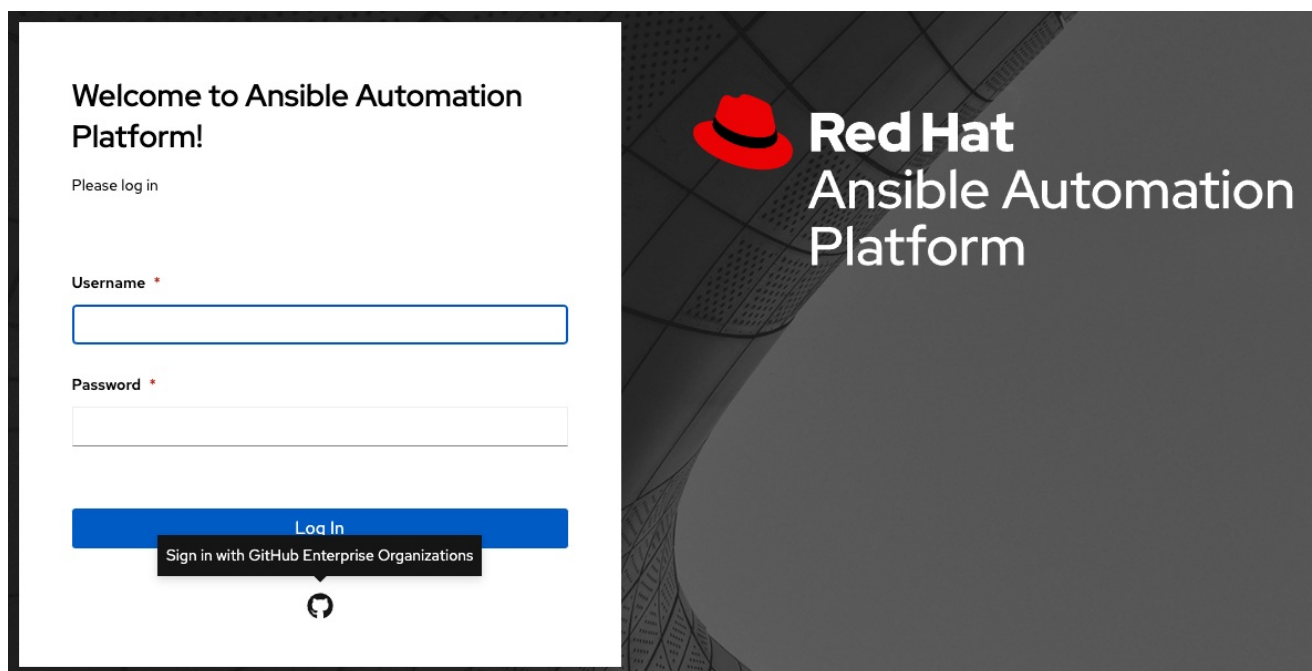 Welcome to Ansible Automation
Platform!
Please log in
Username *
Password *
Log In
Sign in with GitHub Enterprise Organizations
Red Hat
Ansible Automation
Platform